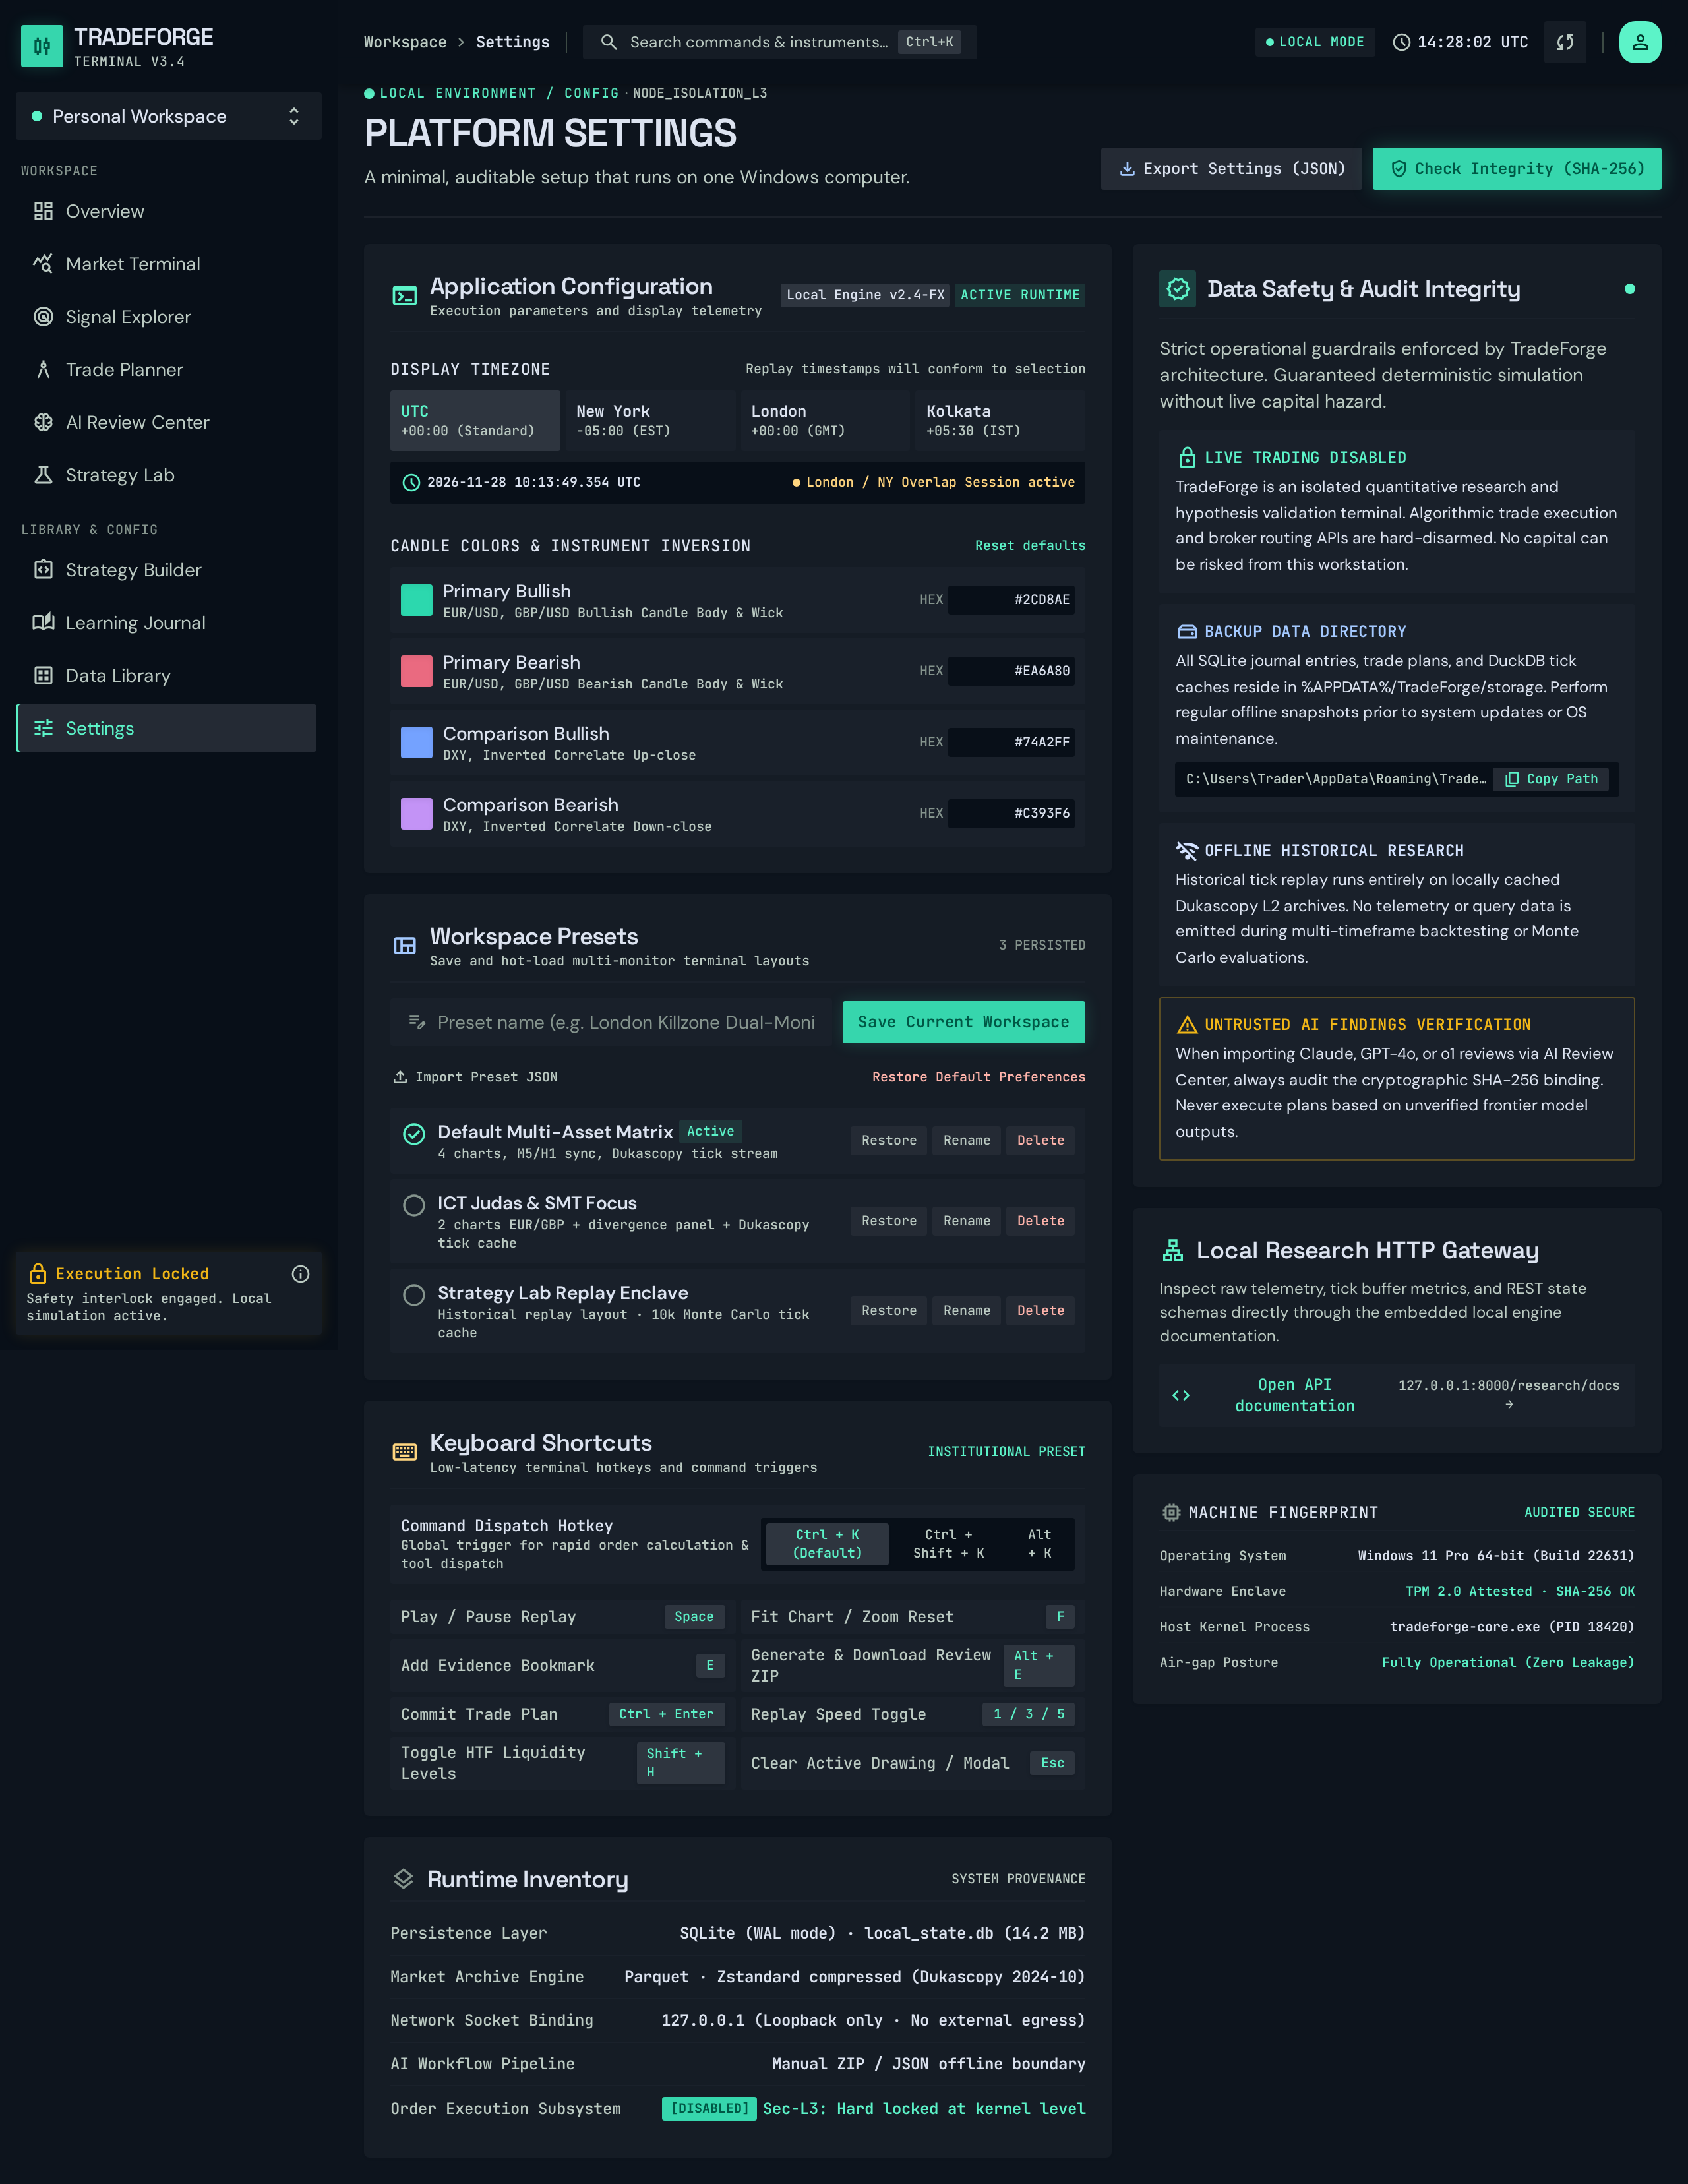 TRADEFORGE
TERMINAL V3.4
Workspace
Settings
Search commands & instruments...
Ctrl+K
LOCAL MODE
14:28:02 UTC
Personal Workspace
WORKSPACE
Overview
Market Terminal
Signal Explorer
Trade Planner
AI Review Center
Strategy Lab
LIBRARY & CONFIG
Strategy Builder
Learning Journal
Data Library
Settings
Execution Locked
Safety interlock engaged. Local
simulation active.
LOCAL ENVIRONMENT / CONFIG · NODE_ISOLATION_L3
PLATFORM SETTINGS
A minimal, auditable setup that runs on one Windows computer.
Export Settings (JSON)
Check Integrity (SHA-256)
Application Configuration
Execution parameters and display telemetry
Local Engine v2.4-FX
ACTIVE RUNTIME
DISPLAY TIMEZONE
Replay timestamps will conform to selection
UTC
+00:00 (Standard)
New York
-05:00 (EST)
London
+00:00 (GMT)
Kolkata
+05:30 (IST)
2026-11-28 10:13:49.354 UTC
London / NY Overlap Session active
CANDLE COLORS & INSTRUMENT INVERSION
Reset defaults
Primary Bullish
EUR/USD, GBP/USD Bullish Candle Body & Wick
HEX
#2CD8AE
Primary Bearish
EUR/USD, GBP/USD Bearish Candle Body & Wick
HEX
#EA6A80
Comparison Bullish
DXY, Inverted Correlate Up-close
HEX
#74A2FF
Comparison Bearish
DXY, Inverted Correlate Down-close
HEX
#C393F6
Workspace Presets
Save and hot-load multi-monitor terminal layouts
3 PERSISTED
Preset name (e.g. London Killzone Dual-Moni
Save Current Workspace
Import Preset JSON
Restore Default Preferences
Default Multi-Asset Matrix
Active
4 charts, M5/H1 sync, Dukascopy tick stream
Restore
Rename
Delete
ICT Judas & SMT Focus
2 charts EUR/GBP + divergence panel + Dukascopy
tick cache
Restore
Rename
Delete
Strategy Lab Replay Enclave
Historical replay layout · 10k Monte Carlo tick
cache
Restore
Rename
Delete
Keyboard Shortcuts
Low-latency terminal hotkeys and command triggers
INSTITUTIONAL PRESET
Command Dispatch Hotkey
Global trigger for rapid order calculation &
tool dispatch
Ctrl + K
(Default)
Ctrl +
Shift + K
Alt
+ K
Play / Pause Replay
Space
Fit Chart / Zoom Reset
F
Add Evidence Bookmark
E
Generate & Download Review
ZIP
Alt +
E
Commit Trade Plan
Ctrl + Enter
Replay Speed Toggle
1 / 3 / 5
Toggle HTF Liquidity
Levels
Shift +
H
Clear Active Drawing / Modal
Esc
Runtime Inventory
SYSTEM PROVENANCE
Persistence Layer
SQLite (WAL mode) · local_state.db (14.2 MB)
Market Archive Engine
Parquet · Zstandard compressed (Dukascopy 2024-10)
Network Socket Binding
127.0.0.1 (Loopback only · No external egress)
AI Workflow Pipeline
Manual ZIP / JSON offline boundary
Order Execution Subsystem
[DISABLED] Sec-L3: Hard locked at kernel level
Data Safety & Audit Integrity
Strict operational guardrails enforced by TradeForge
architecture. Guaranteed deterministic simulation
without live capital hazard.
LIVE TRADING DISABLED
TradeForge is an isolated quantitative research and
hypothesis validation terminal. Algorithmic trade execution
and broker routing APIs are hard-disarmed. No capital can
be risked from this workstation.
BACKUP DATA DIRECTORY
All SQLite journal entries, trade plans, and DuckDB tick
caches reside in %APPDATA%/TradeForge/storage. Perform
regular offline snapshots prior to system updates or OS
maintenance.
C:\Users\Trader\AppData\Roaming\Trade…
Copy Path
OFFLINE HISTORICAL RESEARCH
Historical tick replay runs entirely on locally cached
Dukascopy L2 archives. No telemetry or query data is
emitted during multi-timeframe backtesting or Monte
Carlo evaluations.
UNTRUSTED AI FINDINGS VERIFICATION
When importing Claude, GPT-4o, or o1 reviews via AI Review
Center, always audit the cryptographic SHA-256 binding.
Never execute plans based on unverified frontier model
outputs.
Local Research HTTP Gateway
Inspect raw telemetry, tick buffer metrics, and REST state
schemas directly through the embedded local engine
documentation.
Open API
documentation
127.0.0.1:8000/research/docs
→
MACHINE FINGERPRINT
AUDITED SECURE
Operating System
Windows 11 Pro 64-bit (Build 22631)
Hardware Enclave
TPM 2.0 Attested · SHA-256 OK
Host Kernel Process
tradeforge-core.exe (PID 18420)
Air-gap Posture
Fully Operational (Zero Leakage)